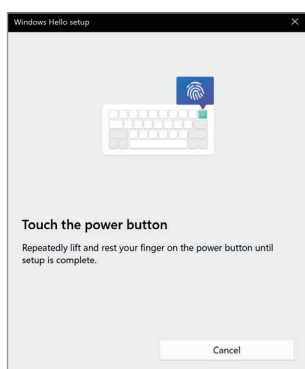 Windows Hello setup
Touch the power button
Repeatedly lift and rest your finger on the power button until
setup is complete.
Cancel